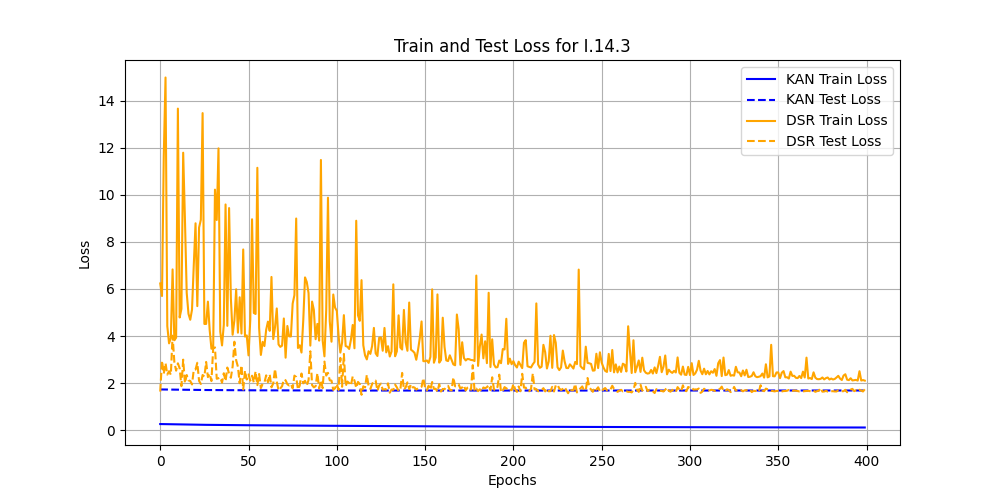 Train and Test Loss for I.14.3
Loss
14
12
10
8
6
4
2
0
KAN Train Loss
KAN Test Loss
DSR Train Loss
DSR Test Loss
0 50 100 150 200 250 300 350 400
Epochs